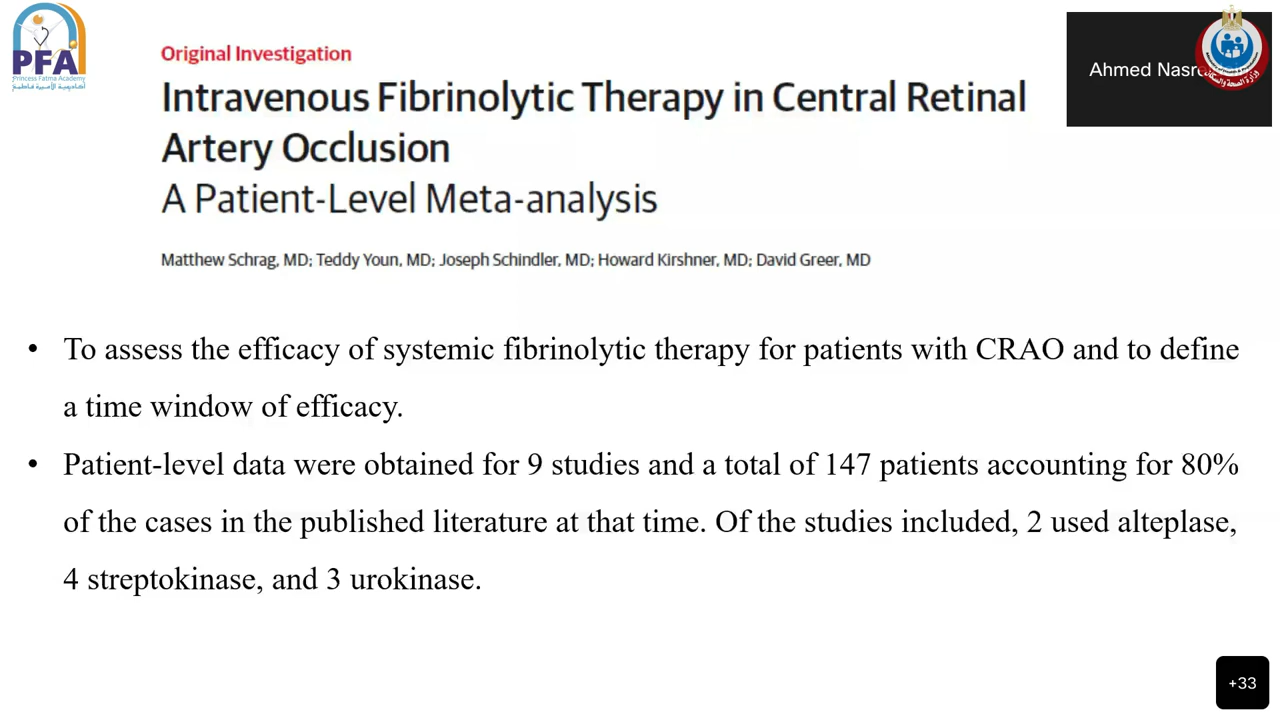 PFA
Princess Fatma Academy
أكاديمية الأميرة فاطمة
Original Investigation
Intravenous Fibrinolytic Therapy in Central Retinal
Artery Occlusion
A Patient-Level Meta-analysis
Matthew Schrag, MD; Teddy Youn, MD; Joseph Schindler, MD; Howard Kirshner, MD; David Greer, MD
Ahmed
• To assess the efficacy of systemic fibrinolytic therapy for patients with CRAO and to define
a time window of efficacy.
• Patient-level data were obtained for 9 studies and a total of 147 patients accounting for 80%
of the cases in the published literature at that time. Of the studies included, 2 used alteplase,
4 streptokinase, and 3 urokinase.
+33